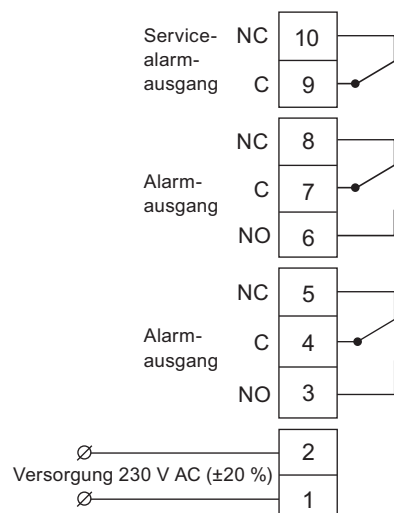 Service-
alarm-
ausgang
NC 10
C 9
Alarm-
ausgang
NC 8
C 7
NO 6
Alarm-
ausgang
NC 5
C 4
NO 3
2
Versorgung 230 V AC (±20 %)
1